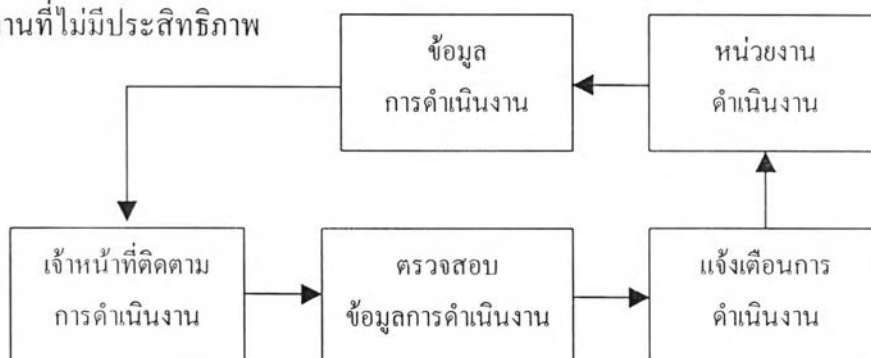 านที่ไม่มีประสิทธิภาพ
ข้อมูล
การดำเนินงาน
หน่วยงาน
ดำเนินงาน
เจ้าหน้าที่ติดตาม
การดำเนินงาน
ตรวจสอบ
ข้อมูลการดำเนินงาน
แจ้งเตือนการ
ดำเนินงาน